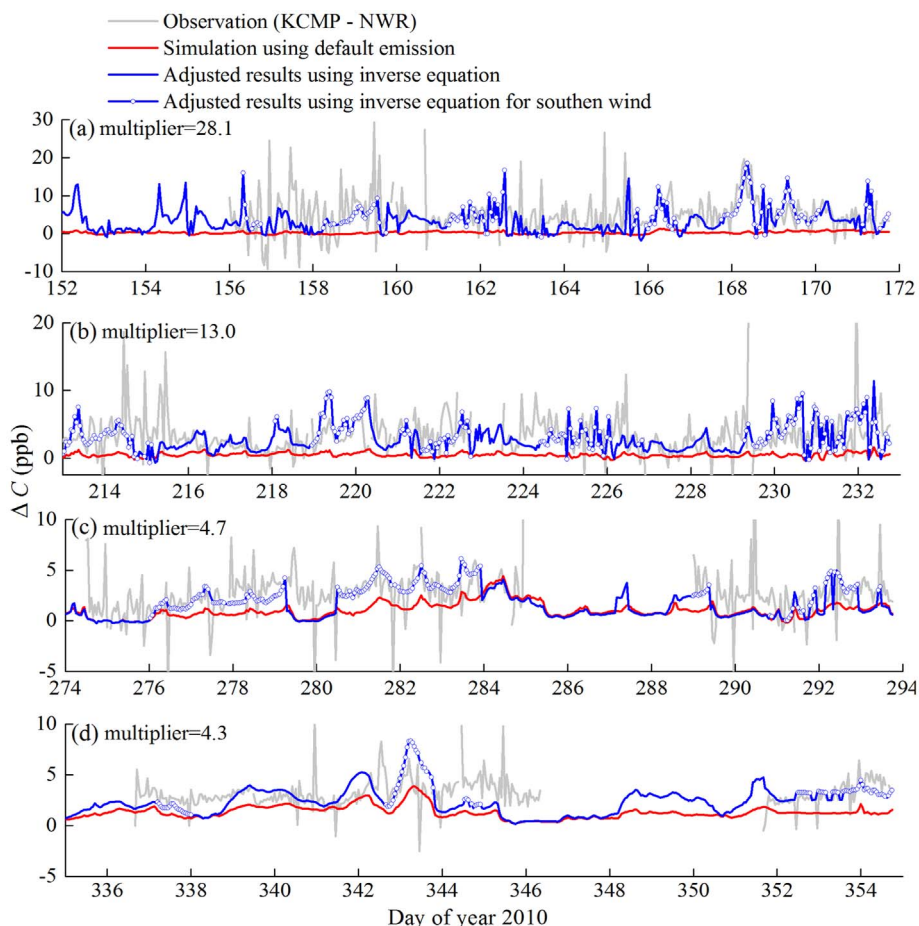 Observation (KCMP - NWR)
Simulation using default emission
Adjusted results using inverse equation
Adjusted results using inverse equation for southen wind
30
20
10
0
-10
(a) multiplier=28.1
152 154 156 158 160 162 164 166 168 170 172
20
10
0
(b) multiplier=13.0
214 216 218 220 222 224 226 228 230 232
Δ C (ppb)
10
5
0
-5
(c) multiplier=4.7
274 276 278 280 282 284 286 288 290 292 294
10
5
0
-5
(d) multiplier=4.3
336 338 340 342 344 346 348 350 352 354
Day of year 2010